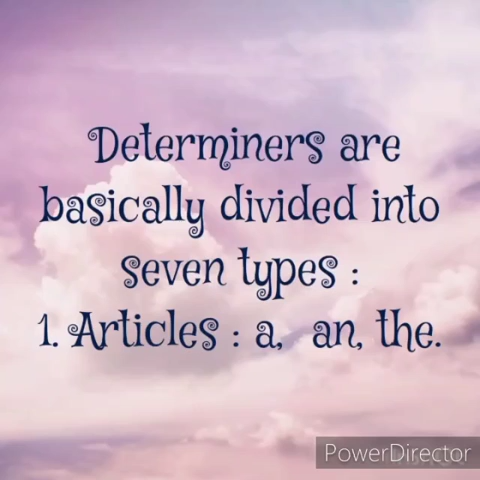 Determiners are
basically divided into
seven types :
1. Articles : a, an, the.
PowerDirector